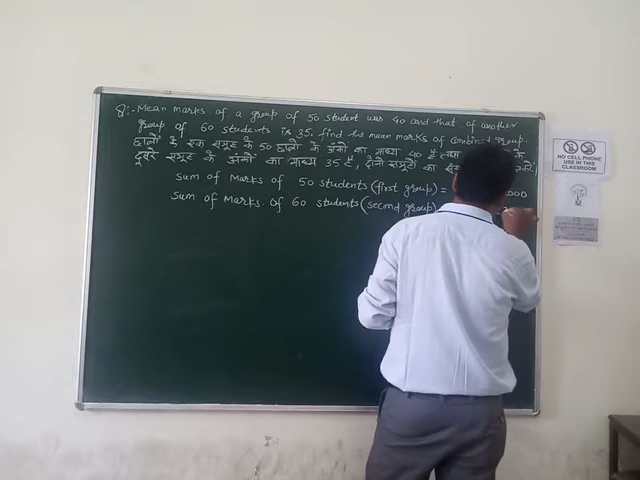 Q:- Mean marks of a group of 50 student was 40 and that of another
group of 60 students is 35. find the mean marks of combined group.
छात्रों के एक समूह के 50 छात्रों के अंकों का माध्य 40 है तथा के
दूसरे समूह के अंकों का माध्य 35 है, दोनो समूहों का
Sum of Marks of 50 students (first group) = 000
Sum of Marks. Of 60 students (second group)
NO CELL PHONE
USE IN THIS
CLASSROOM